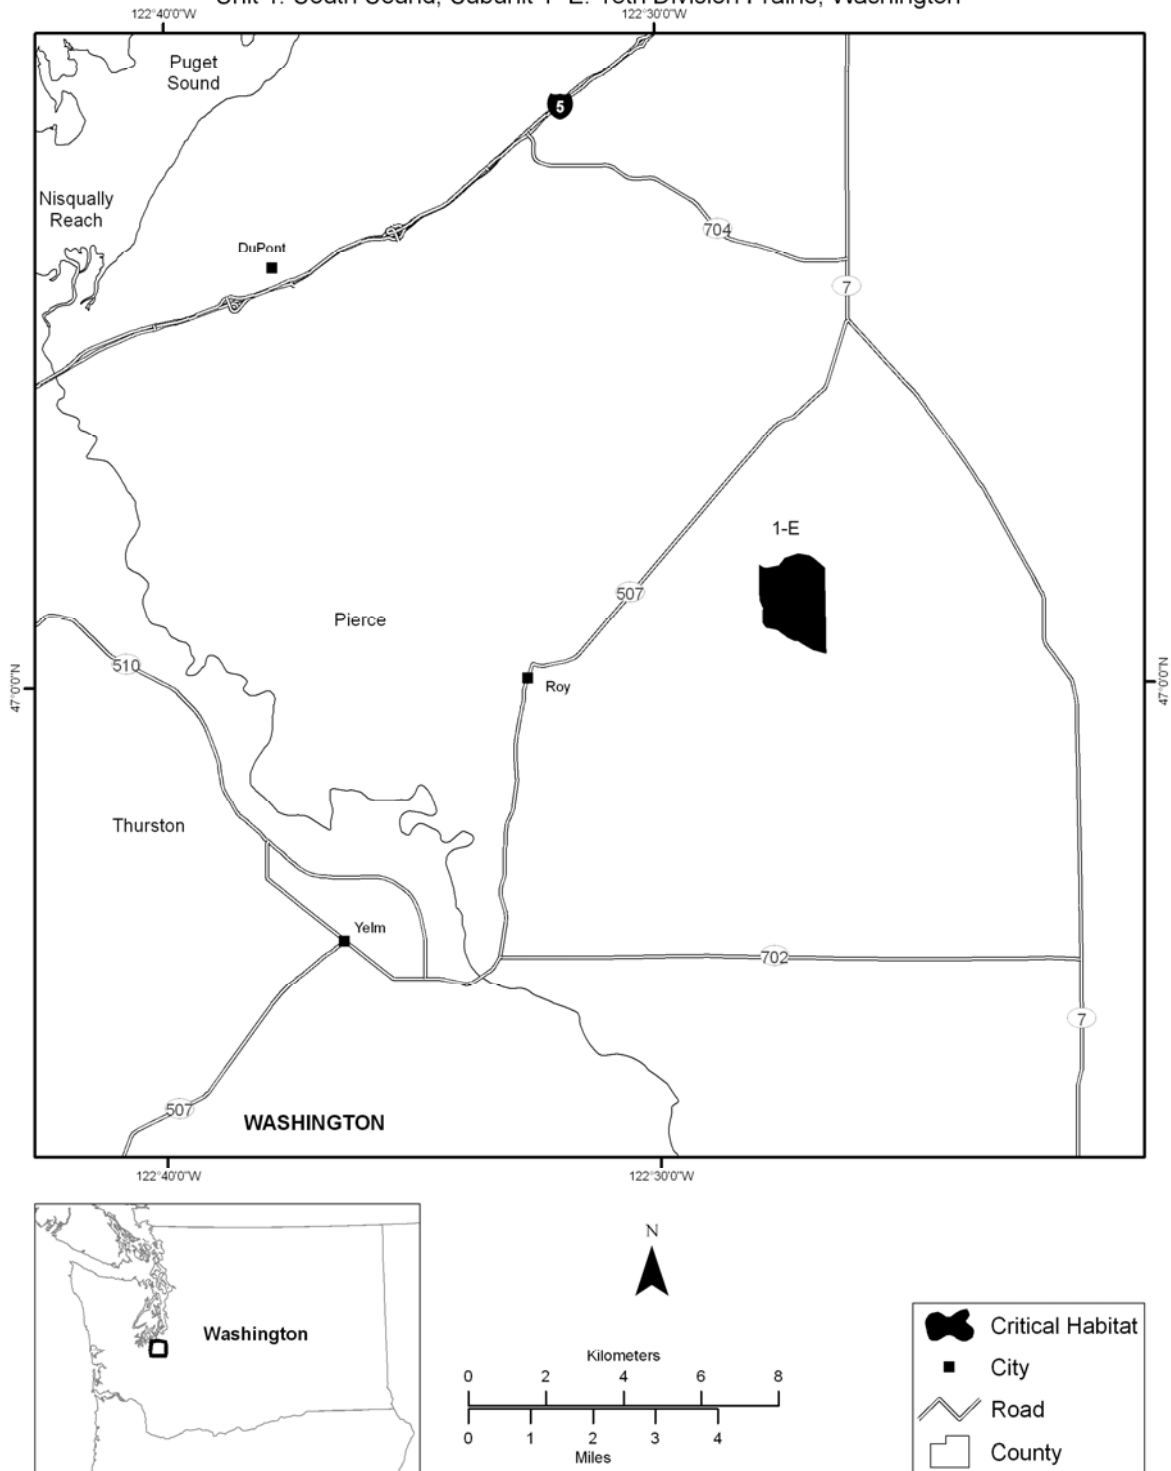 Unit 1: South Sound, Subunit 1-E: 13th Division Prairie, Washington
122°40'0"W
122°30'0"W
Puget
Sound
5
Nisqually
Reach
704
DuPont
7
1-E
507
Pierce
510
47°0'0"N
47°0'0"N
Roy
Thurston
Yelm
702
7
507
WASHINGTON
122°40'0"W
122°30'0"W
N
Washington
Kilometers
0 2 4 6 8
0 1 2 3 4
Miles
Critical Habitat
City
Road
County